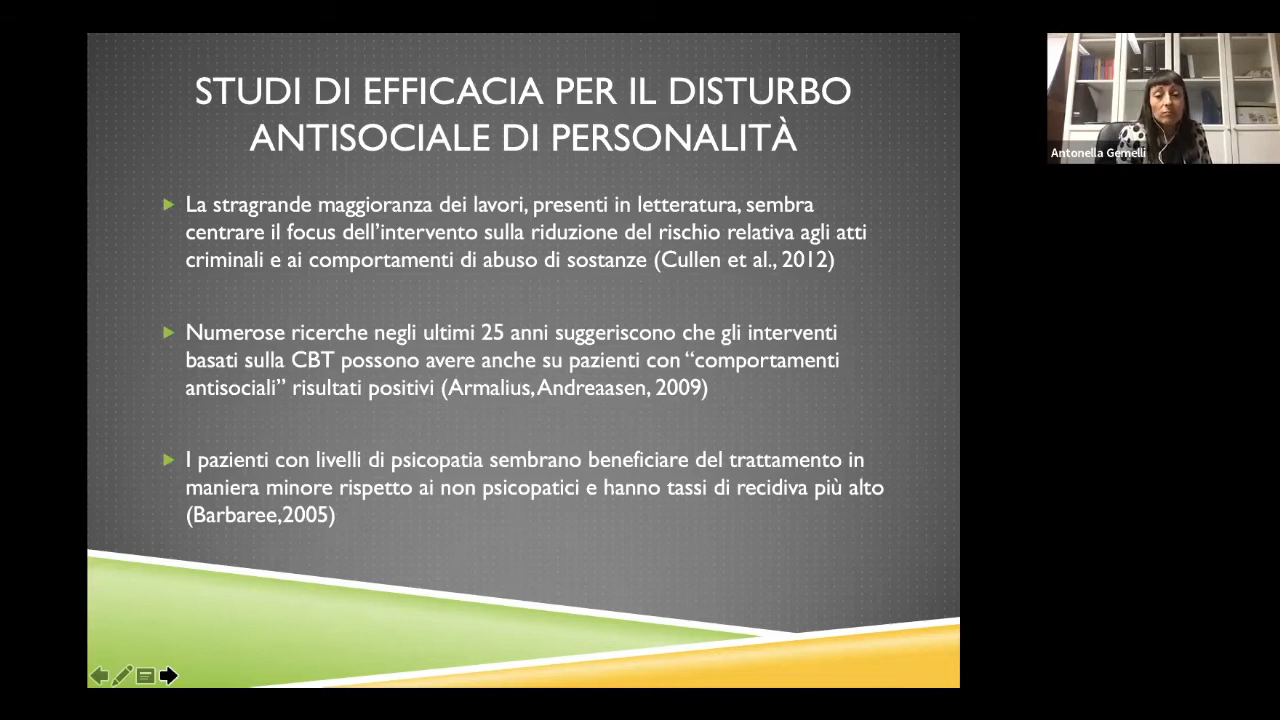 STUDI DI EFFICACIA PER IL DISTURBO
ANTISOCIALE DI PERSONALITÀ
La stragrande maggioranza dei lavori, presenti in letteratura, sembra
centrare il focus dell'intervento sulla riduzione del rischio relativa agli atti
criminali e ai comportamenti di abuso di sostanze (Cullen et al., 2012)
Numerose ricerche negli ultimi 25 anni suggeriscono che gli interventi
basati sulla CBT possono avere anche su pazienti con “comportamenti
antisociali” risultati positivi (Armalius,Andreaasen, 2009)
I pazienti con livelli di psicopatia sembrano beneficiare del trattamento in
maniera minore rispetto ai non psicopatici e hanno tassi di recidiva più alto
(Barbaree,2005)
Antonella Gemelli